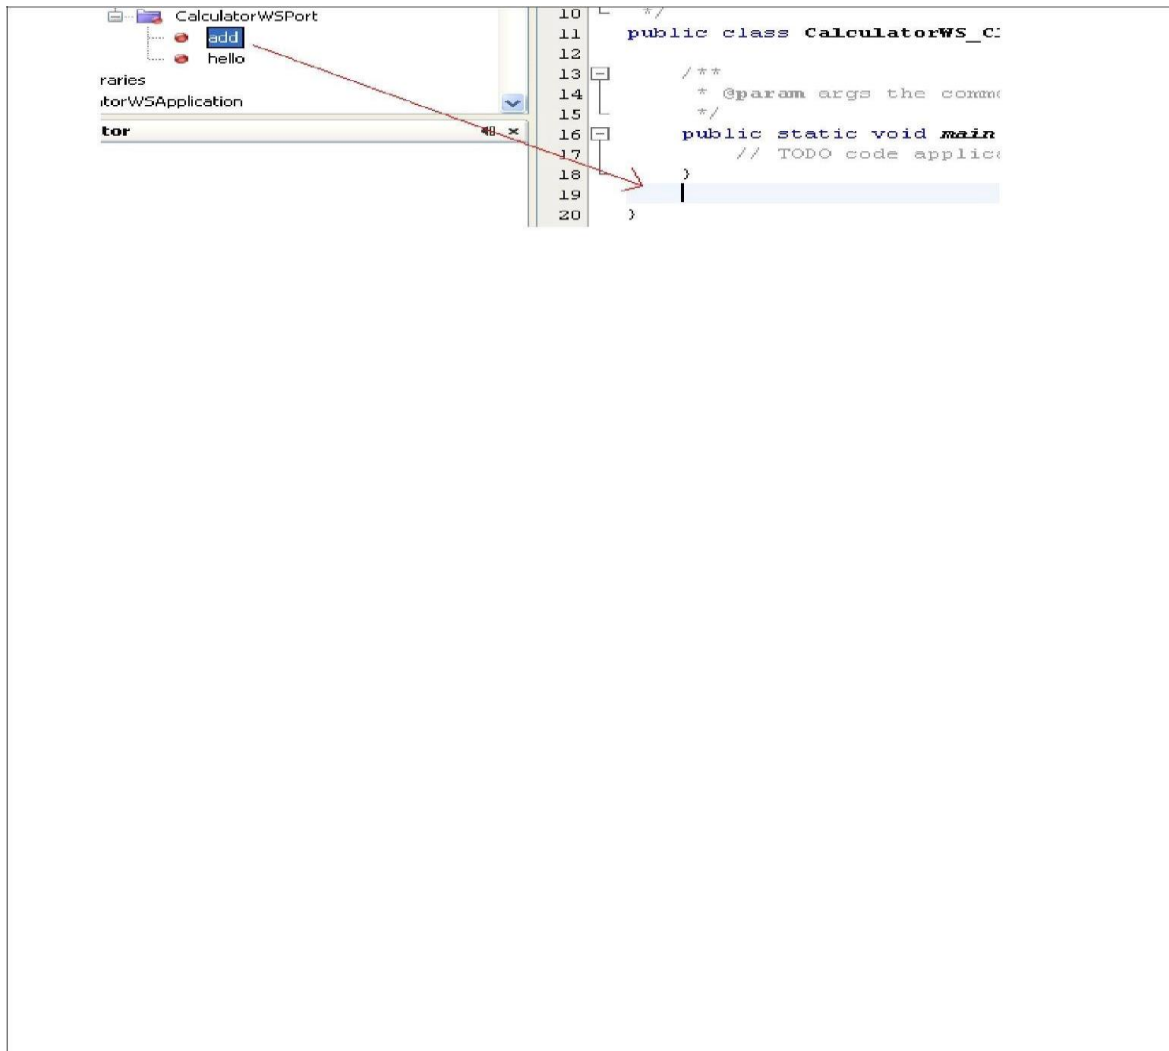 CalculatorWSPort
add
hello
raries
atorWSApplication
tor
10 */
11 public class CalculatorWS_C
12
13 /**
14 * @param args the comm
15 */
16 public static void main
17 // TODO code applic
18 }
19
20 }